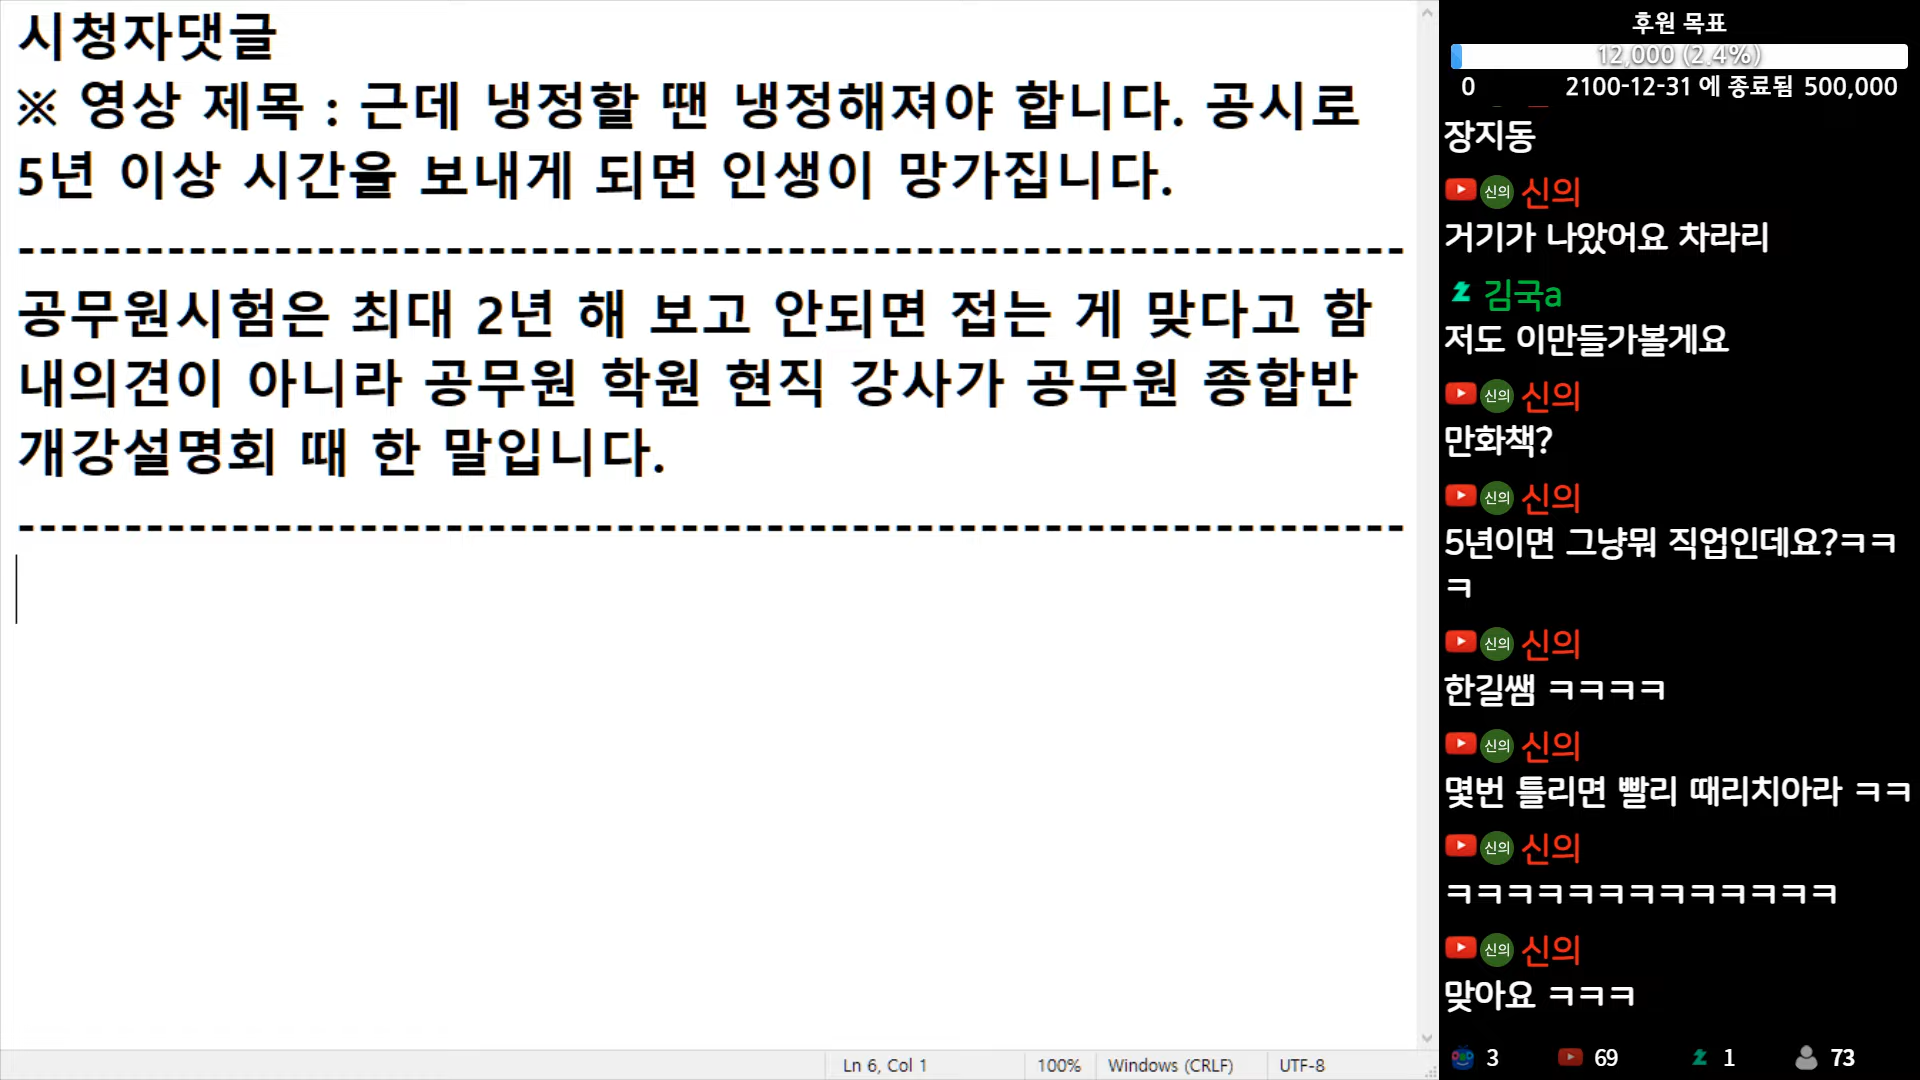 시청자댓글
※ 영상 제목 : 근데 냉정할 땐 냉정해져야 합니다. 공시로
5년 이상 시간을 보내게 되면 인생이 망가집니다.
-----------------------------------------------------------------
공무원시험은 최대 2년 해 보고 안되면 접는 게 맞다고 함
내의견이 아니라 공무원 학원 현직 강사가 공무원 종합반
개강설명회 때 한 말입니다.
-----------------------------------------------------------------
Ln 6, Col 1
100%
Windows (CRLF)
UTF-8
후원 목표
12,000 (2.4%)
0 2100-12-31 에 종료됨 500,000
장지동
신의 신의
거기가 나았어요 차라리
김국a
저도 이만들가볼게요
신의 신의
만화책?
신의 신의
5년이면 그냥뭐 직업인데요?ㅋㅋ
ㅋ
신의 신의
한길쌤 ㅋㅋㅋㅋ
신의 신의
몇번 틀리면 빨리 때리치아라 ㅋㅋ
신의 신의
ㅋㅋㅋㅋㅋㅋㅋㅋㅋㅋㅋㅋㅋ
신의 신의
맞아요 ㅋㅋㅋ
3 69 1 73